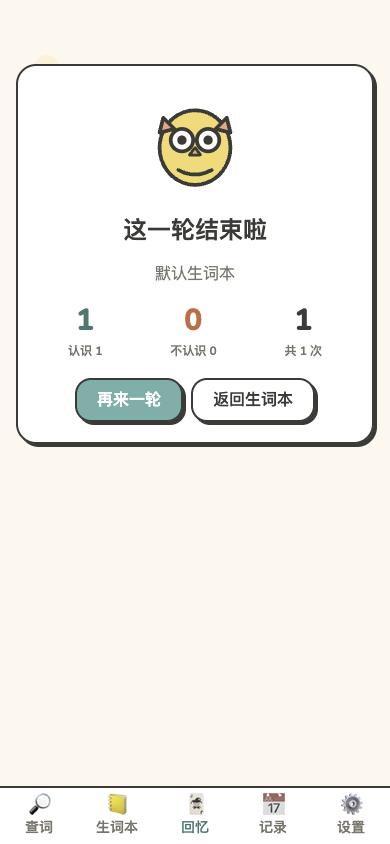 这一轮结束啦
默认生词本
1 0 1
认识 1 不认识 0 共 1 次
再来一轮 返回生词本
17
查词 生词本 回忆 记录 设置